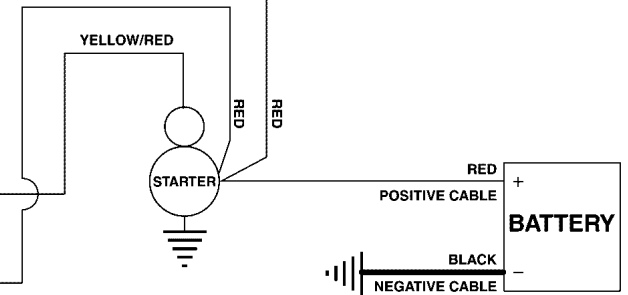 YELLOW/RED
RED
RED
STARTER
RED
+
POSITIVE CABLE
BATTERY
BLACK
−
NEGATIVE CABLE